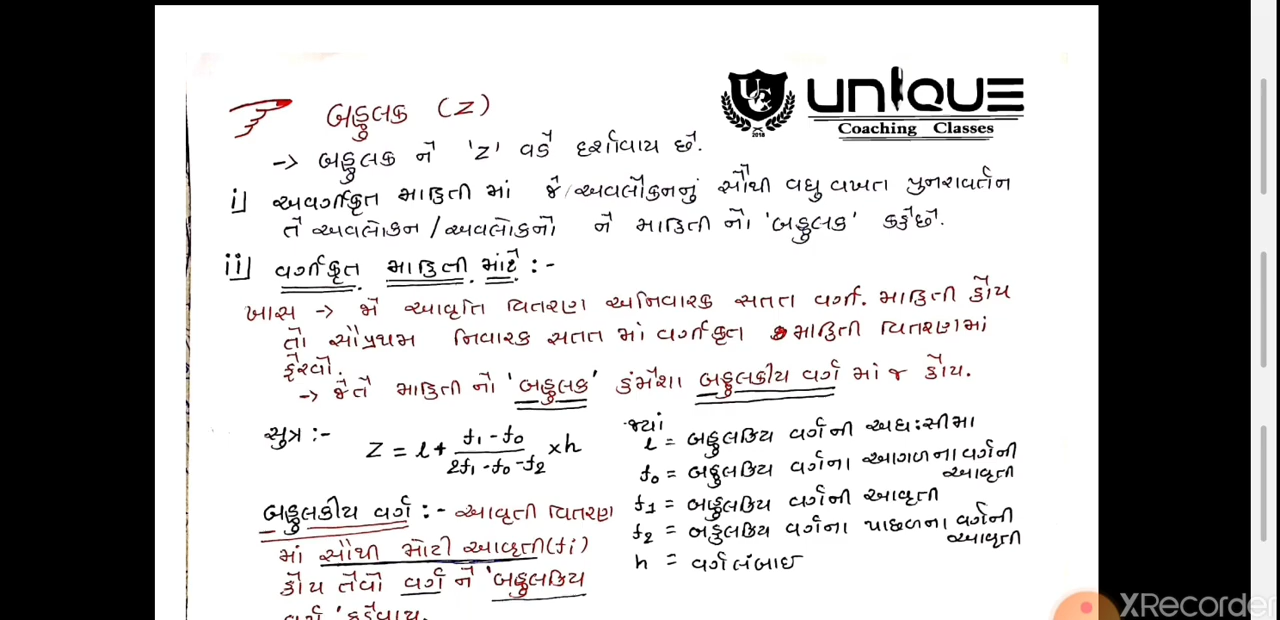 બહુલક (Z)
UNIQUE
Coaching Classes
2018
-> બહુલક ને 'Z' વડે દર્શાવાય છે.
i) અવર્ગીકૃત માહિતી માં જે/અવલોકનનું સૌથી વધુ વખત પુનરાવર્તન
તે અવલોકન/અવલોકનો ને માહિતી નો 'બહુલક' કહે છે.
ii) વર્ગીકૃત માહિતી માટે :-
ખાસ -> જો આવૃત્તિ વિતરણ અનિવારક સતત વર્ગી. માહિતી હોય
તો સૌપ્રથમ નિવારક સતત માં વર્ગીકૃત માહિતી વિતરણમાં
ફેરવો.
-> જેતે માહિતી નો 'બહુલક' હંમેશા બહુલકીય વર્ગ માં જ હોય.
સુત્ર :- Z = l + (f1 - f0)/(2f1 - f0 - f2) × h
જ્યાં
l = બહુલકિય વર્ગની અધઃસીમા
f0 = બહુલકિય વર્ગના આગળના વર્ગની
આવૃતી
f1 = બહુલકિય વર્ગની આવૃતી
f2 = બહુલકિય વર્ગના પાછળના વર્ગની
આવૃતી
h = વર્ગલંબાઈ
બહુલકીય વર્ગ :- આવૃતી વિતરણ
માં સૌથી મોટી આવૃતી(fi)
હોય તેવો વર્ગ ને 'બહુલકિય
વર્ગ' કહેવાય.
XRecorder